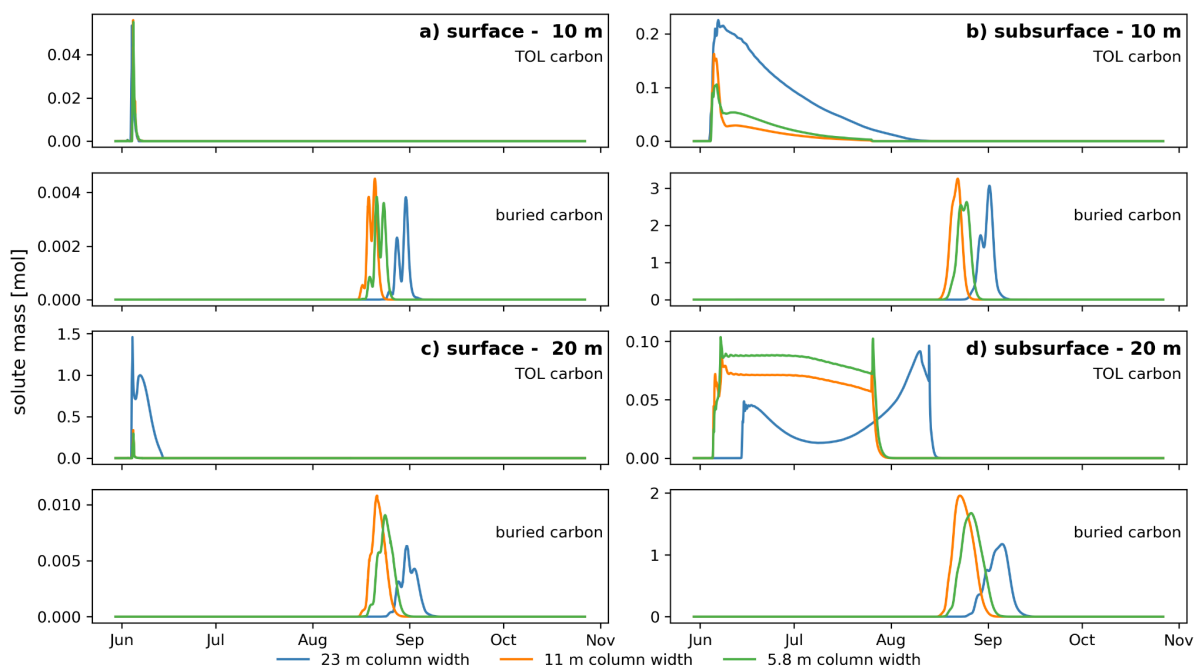 a) surface - 10 m
TOL carbon
0.04
0.02
0.00
b) subsurface - 10 m
TOL carbon
0.2
0.1
0.0
buried carbon
0.004
0.002
0.000
buried carbon
3
2
1
0
solute mass [mol]
c) surface - 20 m
TOL carbon
1.5
1.0
0.5
0.0
d) subsurface - 20 m
TOL carbon
0.10
0.05
0.00
buried carbon
0.010
0.005
0.000
buried carbon
2
1
0
Jun Jul Aug Sep Oct Nov
Jun Jul Aug Sep Oct Nov
23 m column width 11 m column width 5.8 m column width